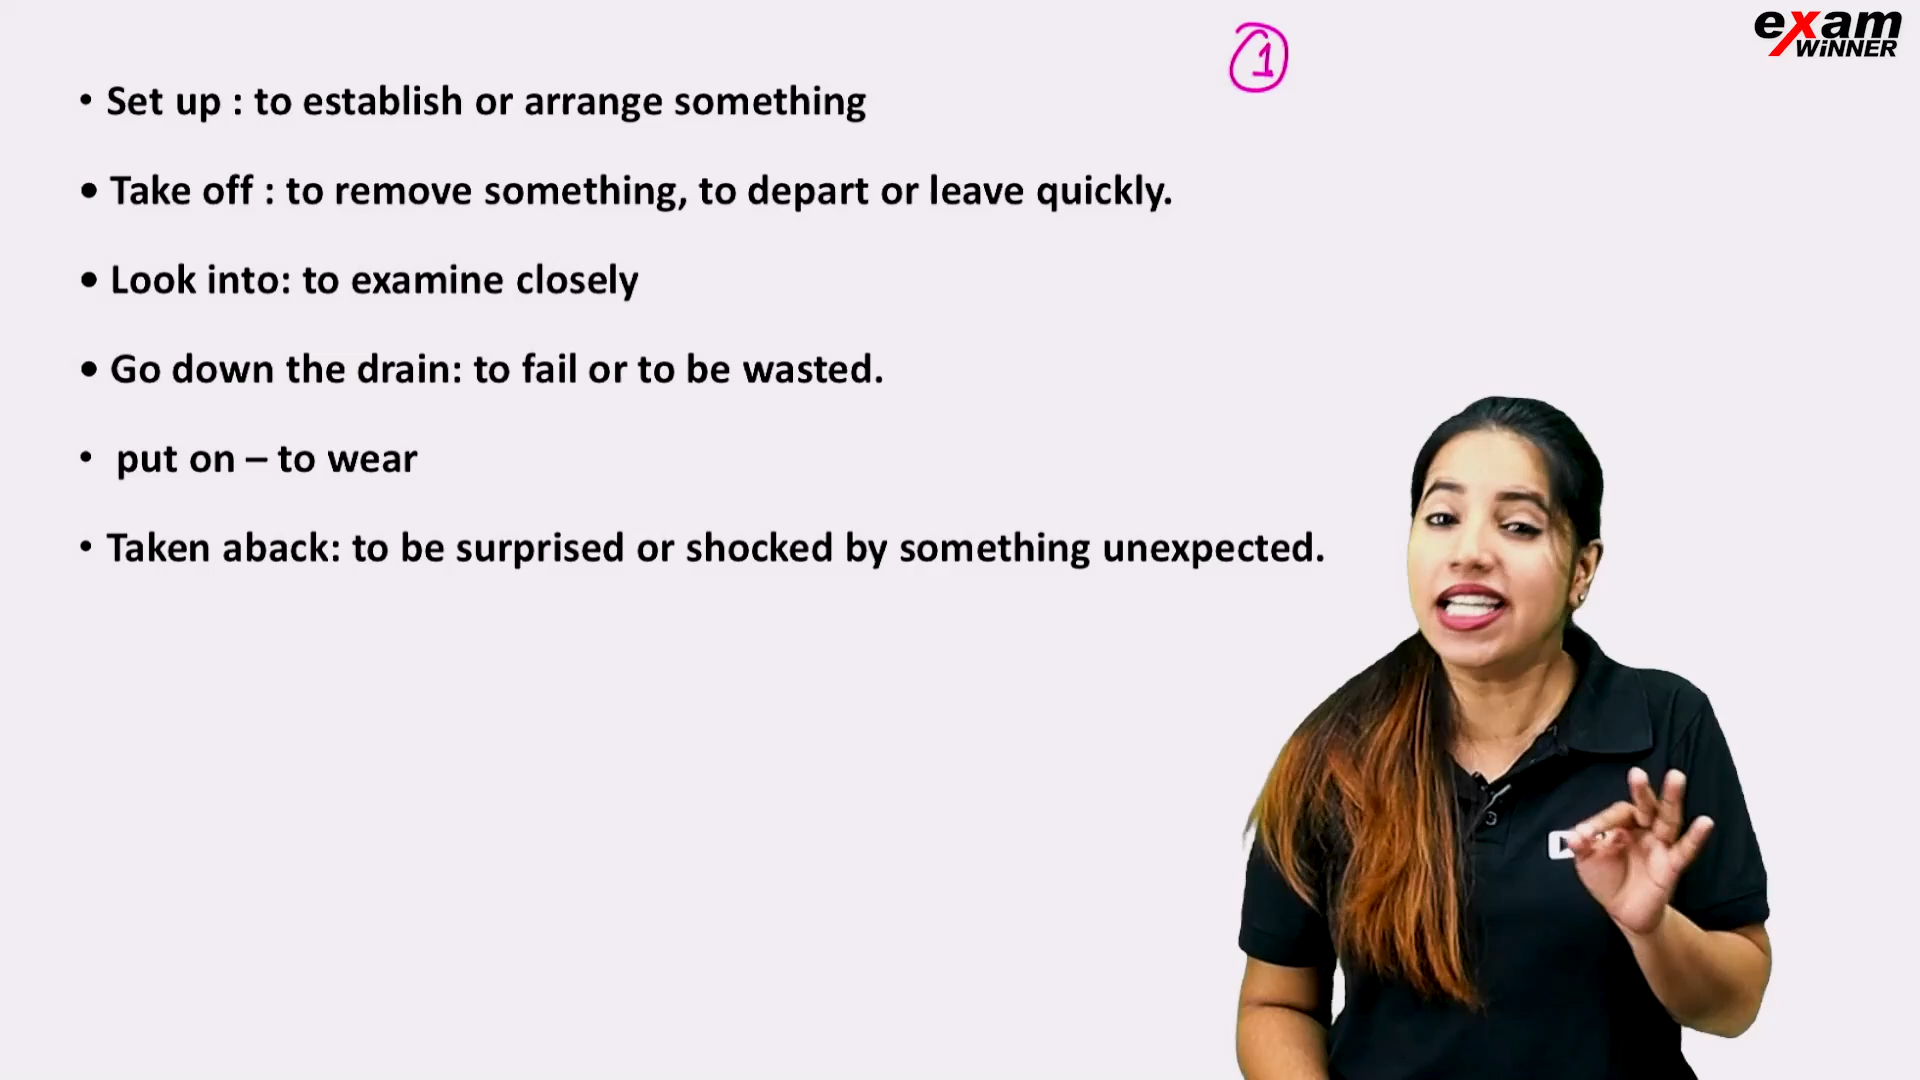 exam
WiNNER
1
• Set up : to establish or arrange something
• Take off : to remove something, to depart or leave quickly.
• Look into: to examine closely
• Go down the drain: to fail or to be wasted.
• put on – to wear
• Taken aback: to be surprised or shocked by something unexpected.